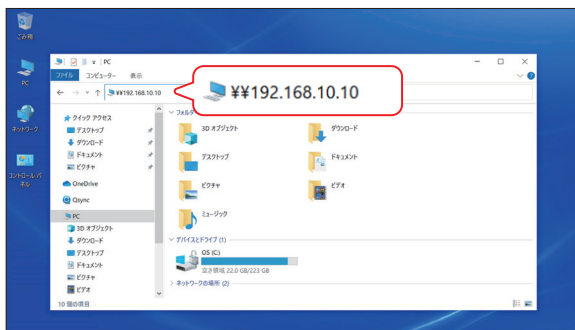 ごみ箱
PC
ネットワーク
コントロール パ
ネル
PC
ファイル コンピューター 表示
¥¥192.168.10.10
¥¥192.168.10.10
クイック アクセス
デスクトップ
ダウンロード
ドキュメント
ピクチャ
OneDrive
Qsync
PC
3D オブジェクト
ダウンロード
デスクトップ
ドキュメント
ピクチャ
ビデオ
10 個の項目
3D オブジェクト
ダウンロード
デスクトップ
ドキュメント
ピクチャ
ビデオ
ミュージック
デバイスとドライブ (1)
OS (C:)
空き領域 22.0 GB/223 GB
ネットワークの場所 (2)